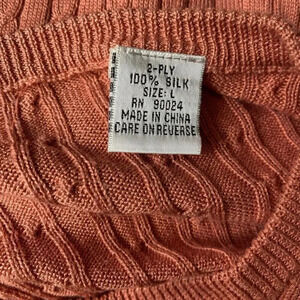 2-PLY
100% SILK
SIZE: L
RN 90024
MADE IN CHINA
CARE ON REVERSE